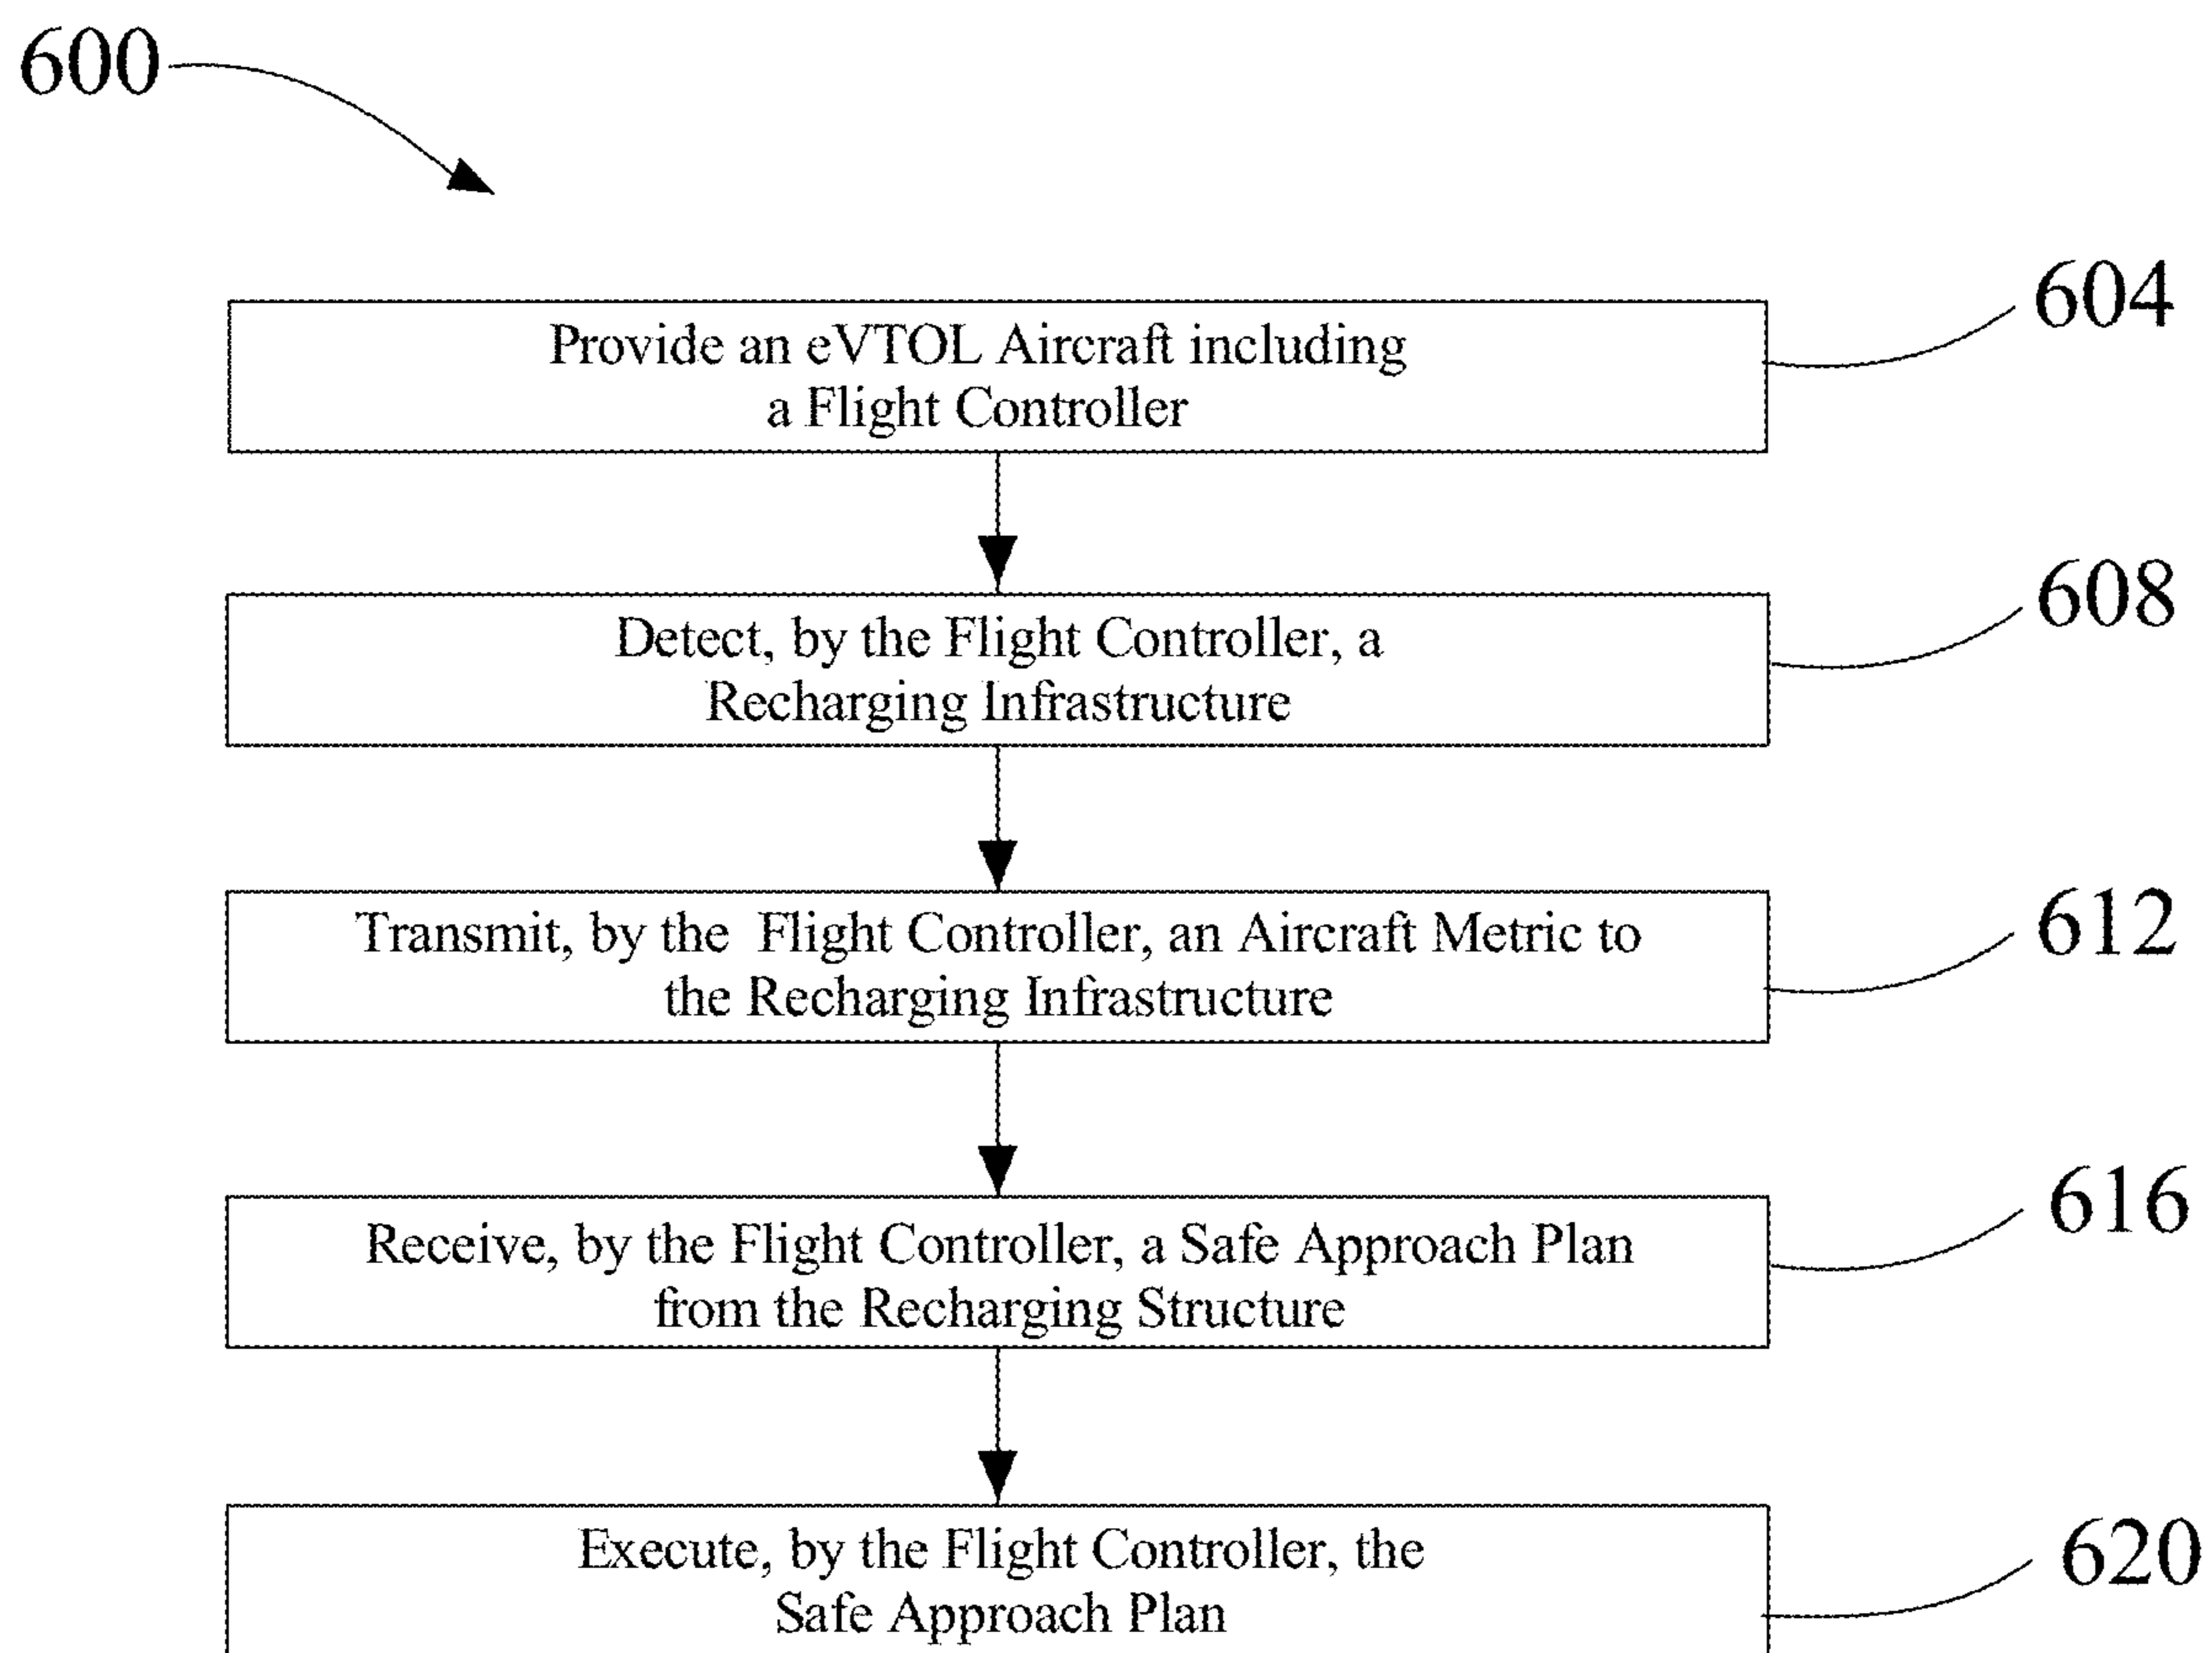 600
604
Provide an eVTOL Aircraft including
a Flight Controller
608
Detect, by the Flight Controller, a
Recharging Infrastructure
612
Transmit, by the Flight Controller, an Aircraft Metric to
the Recharging Infrastructure
616
Receive, by the Flight Controller, a Safe Approach Plan
from the Recharging Structure
620
Execute, by the Flight Controller, the
Safe Approach Plan